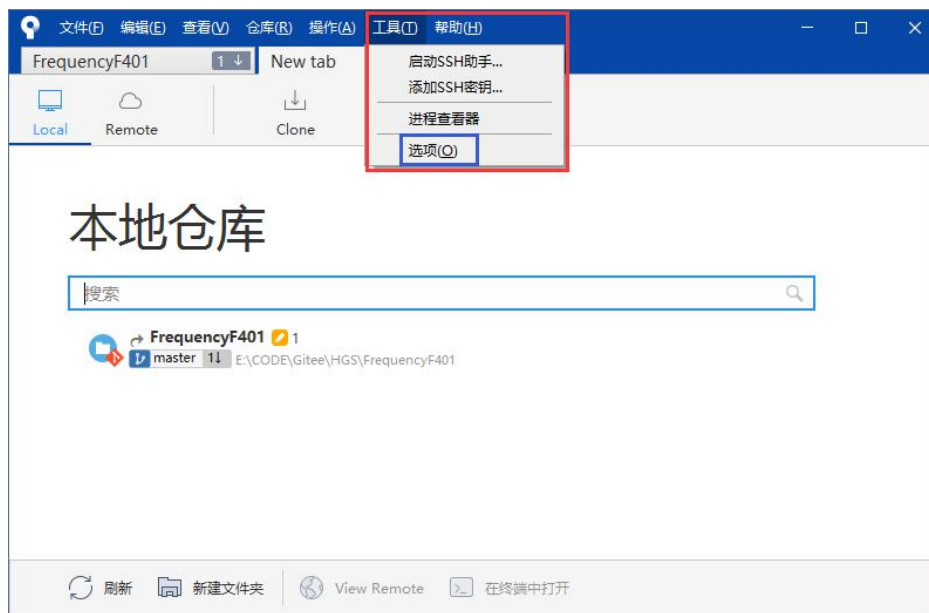 文件(F) 编辑(E) 查看(V) 仓库(R) 操作(A) 工具(T) 帮助(H)
FrequencyF401 1↓ New tab
启动SSH助手...
添加SSH密钥...
进程查看器
选项(O)
Local Remote Clone
本地仓库
搜索
FrequencyF401 1
master 1↓ E:\CODE\Gitee\HGS\FrequencyF401
刷新 新建文件夹 View Remote 在终端中打开